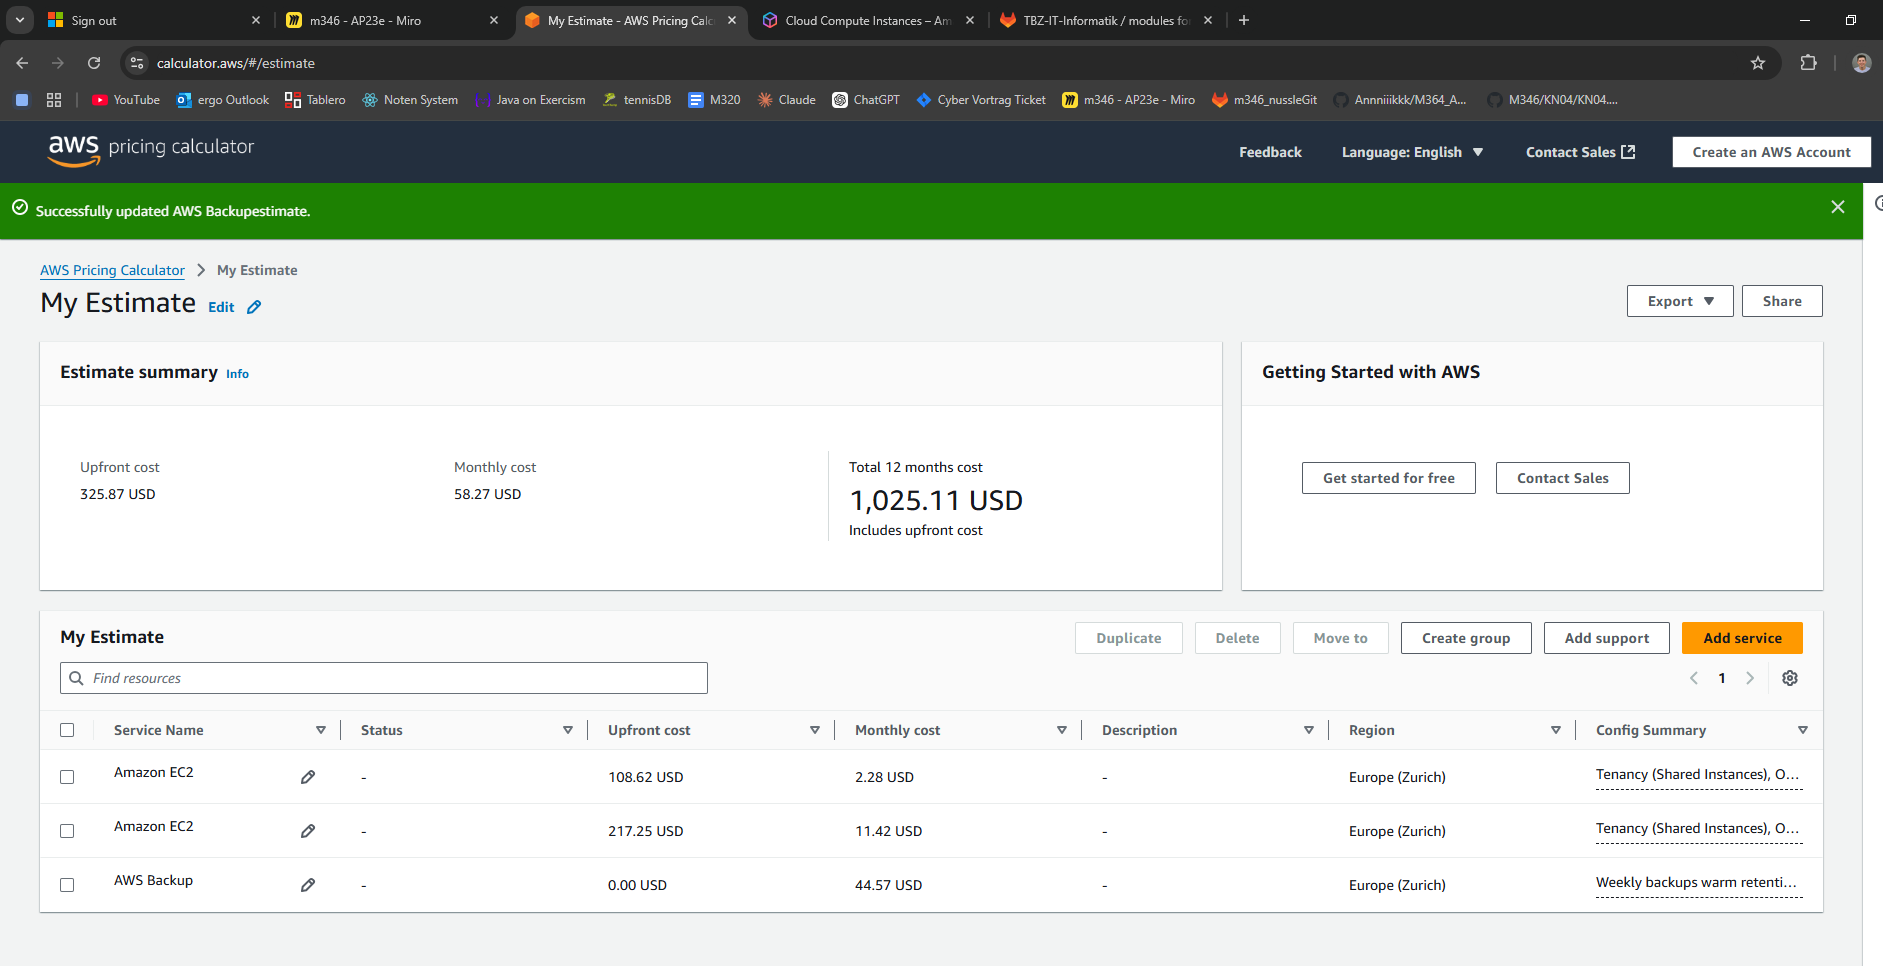 Sign out
m346 - AP23e - Miro
My Estimate - AWS Pricing Calc
Cloud Compute Instances – Am
TBZ-IT-Informatik / modules for
calculator.aws/#/estimate
YouTube
ergo Outlook
Tablero
Noten System
Java on Exercism
tennisDB
M320
Claude
ChatGPT
Cyber Vortrag Ticket
m346 - AP23e - Miro
m346_nussleGit
Annniiikkk/M364_A...
M346/KN04/KN04....
aws pricing calculator
Feedback
Language: English
Contact Sales
Create an AWS Account
Successfully updated AWS Backupestimate.
AWS Pricing Calculator > My Estimate
My Estimate Edit
Export
Share
Estimate summary Info
Upfront cost
325.87 USD
Monthly cost
58.27 USD
Total 12 months cost
1,025.11 USD
Includes upfront cost
Getting Started with AWS
Get started for free
Contact Sales
My Estimate
Duplicate
Delete
Move to
Create group
Add support
Add service
Find resources
1
Service Name Status Upfront cost Monthly cost Description Region Config Summary
Amazon EC2 - 108.62 USD 2.28 USD - Europe (Zurich) Tenancy (Shared Instances), O...
Amazon EC2 - 217.25 USD 11.42 USD - Europe (Zurich) Tenancy (Shared Instances), O...
AWS Backup - 0.00 USD 44.57 USD - Europe (Zurich) Weekly backups warm retenti...